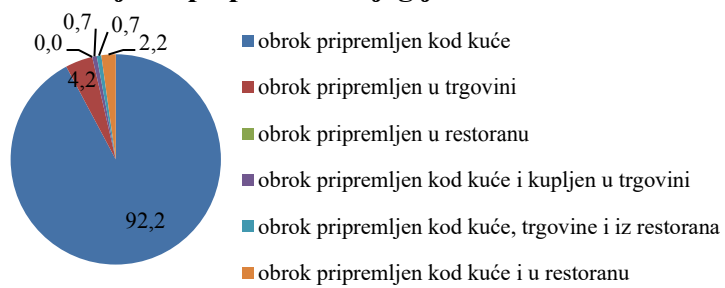 0,7
0,7
0,0
2,2
4,2
92,2
obrok pripremljen kod kuće
obrok pripremljen u trgovini
obrok pripremljen u restoranu
obrok pripremljen kod kuće i kupljen u trgovini
obrok pripremljen kod kuće, trgovine i iz restorana
obrok pripremljen kod kuće i u restoranu